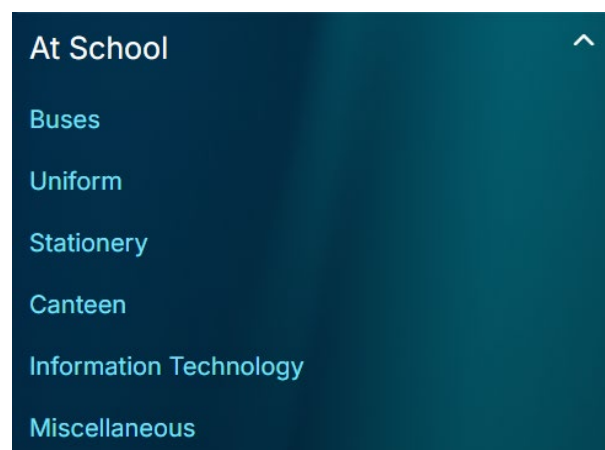 At School
Buses
Uniform
Stationery
Canteen
Information Technology
Miscellaneous